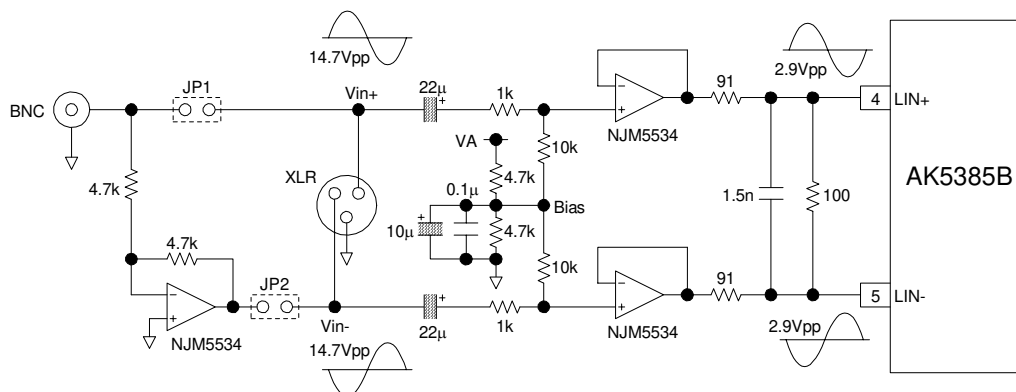 14.7Vpp
2.9Vpp
BNC
JP1
Vin+
22μ
+
1k
+
−
NJM5534
91
4
LIN+
VA
10k
4.7k
XLR
4.7k
0.1μ
Bias
1.5n
100
AK5385B
+
10μ
4.7k
10k
4.7k
JP2
−
+
NJM5534
Vin-
14.7Vpp
22μ
+
1k
−
+
NJM5534
91
5
LIN-
2.9Vpp